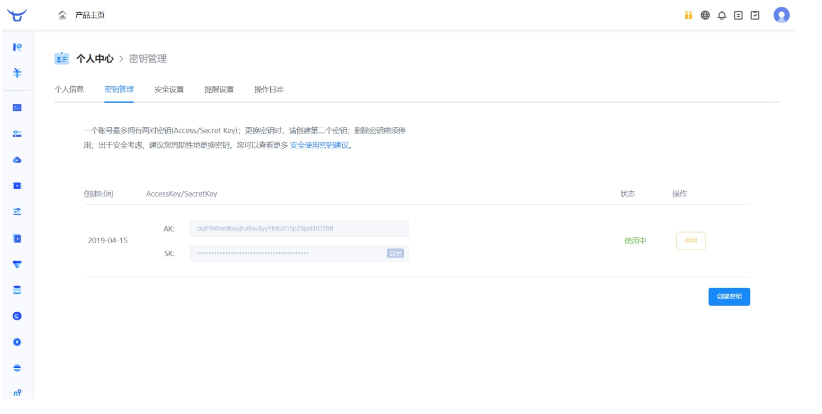 产品主页
个人中心 > 密钥管理
个人信息 密钥管理 安全设置 提醒设置 操作日志
一个账号最多拥有两对密钥(Access/Secret Key)；更换密钥时，请创建第二个密钥；删除密钥前须停
用；出于安全考虑，建议您周期性地更换密钥。您可以查看更多 安全使用密钥建议。
创建时间 AccessKey/SecretKey 状态 操作
2019-04-15 AK: 使用中 停用
SK: 显示
创建密钥